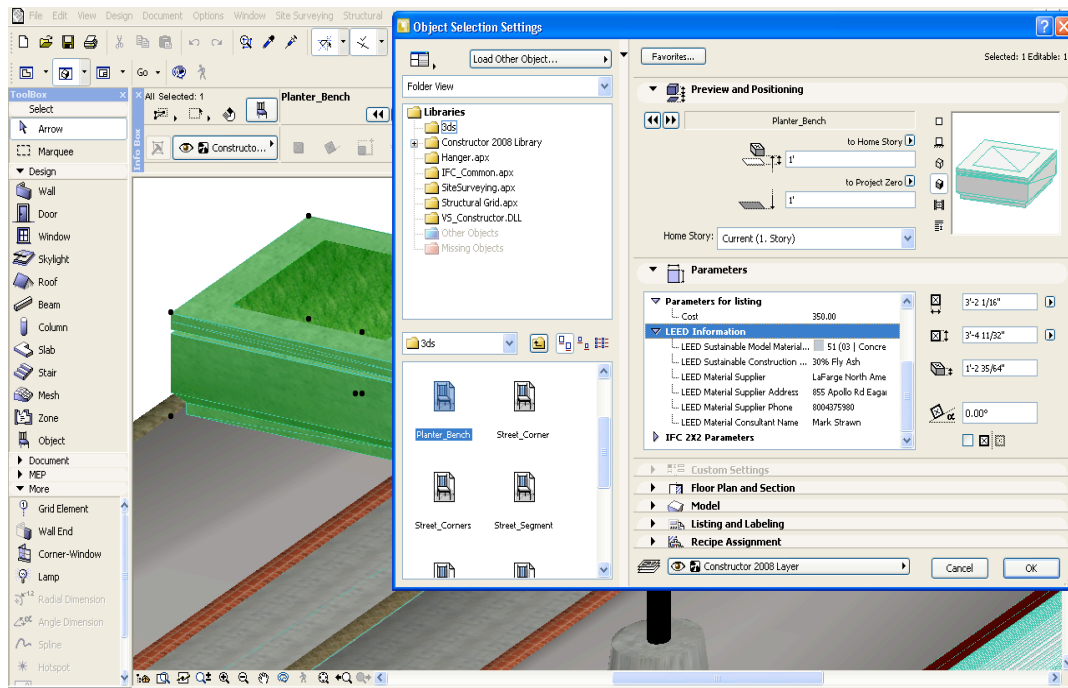 File Edit View Design Document Options Window Site Surveying Structural
Go
ToolBox
Select
Arrow
Marquee
Design
Wall
Door
Window
Skylight
Roof
Beam
Column
Slab
Stair
Mesh
Zone
Object
Document
MEP
More
Grid Element
Wall End
Corner-Window
Lamp
Radial Dimension
Angle Dimension
Spline
Hotspot
Info Box
All Selected: 1
Planter_Bench
Constructo...
Object Selection Settings
Load Other Object...
Folder View
Libraries
3ds
Constructor 2008 Library
Hanger.apx
IFC_Common.apx
SiteSurveying.apx
Structural Grid.apx
VS_Constructor.DLL
Other Objects
Missing Objects
3ds
Planter_Bench
Street_Corner
Street_Corners
Street_Segment
Favorites...
Selected: 1 Editable: 1
Preview and Positioning
Planter_Bench
to Home Story
1'
to Project Zero
1'
Home Story: Current (1. Story)
Parameters
Parameters for listing
Cost 350.00
LEED Information
LEED Sustainable Model Material... 51 (03 | Concre
LEED Sustainable Construction ... 30% Fly Ash
LEED Material Supplier LaFarge North Ame
LEED Material Supplier Address 855 Apollo Rd Eagar
LEED Material Supplier Phone 8004375980
LEED Material Consultant Name Mark Strawn
IFC 2X2 Parameters
3'-2 1/16"
3'-4 11/32"
1'-2 35/64"
0.00°
Custom Settings
Floor Plan and Section
Model
Listing and Labeling
Recipe Assignment
Constructor 2008 Layer
Cancel
OK